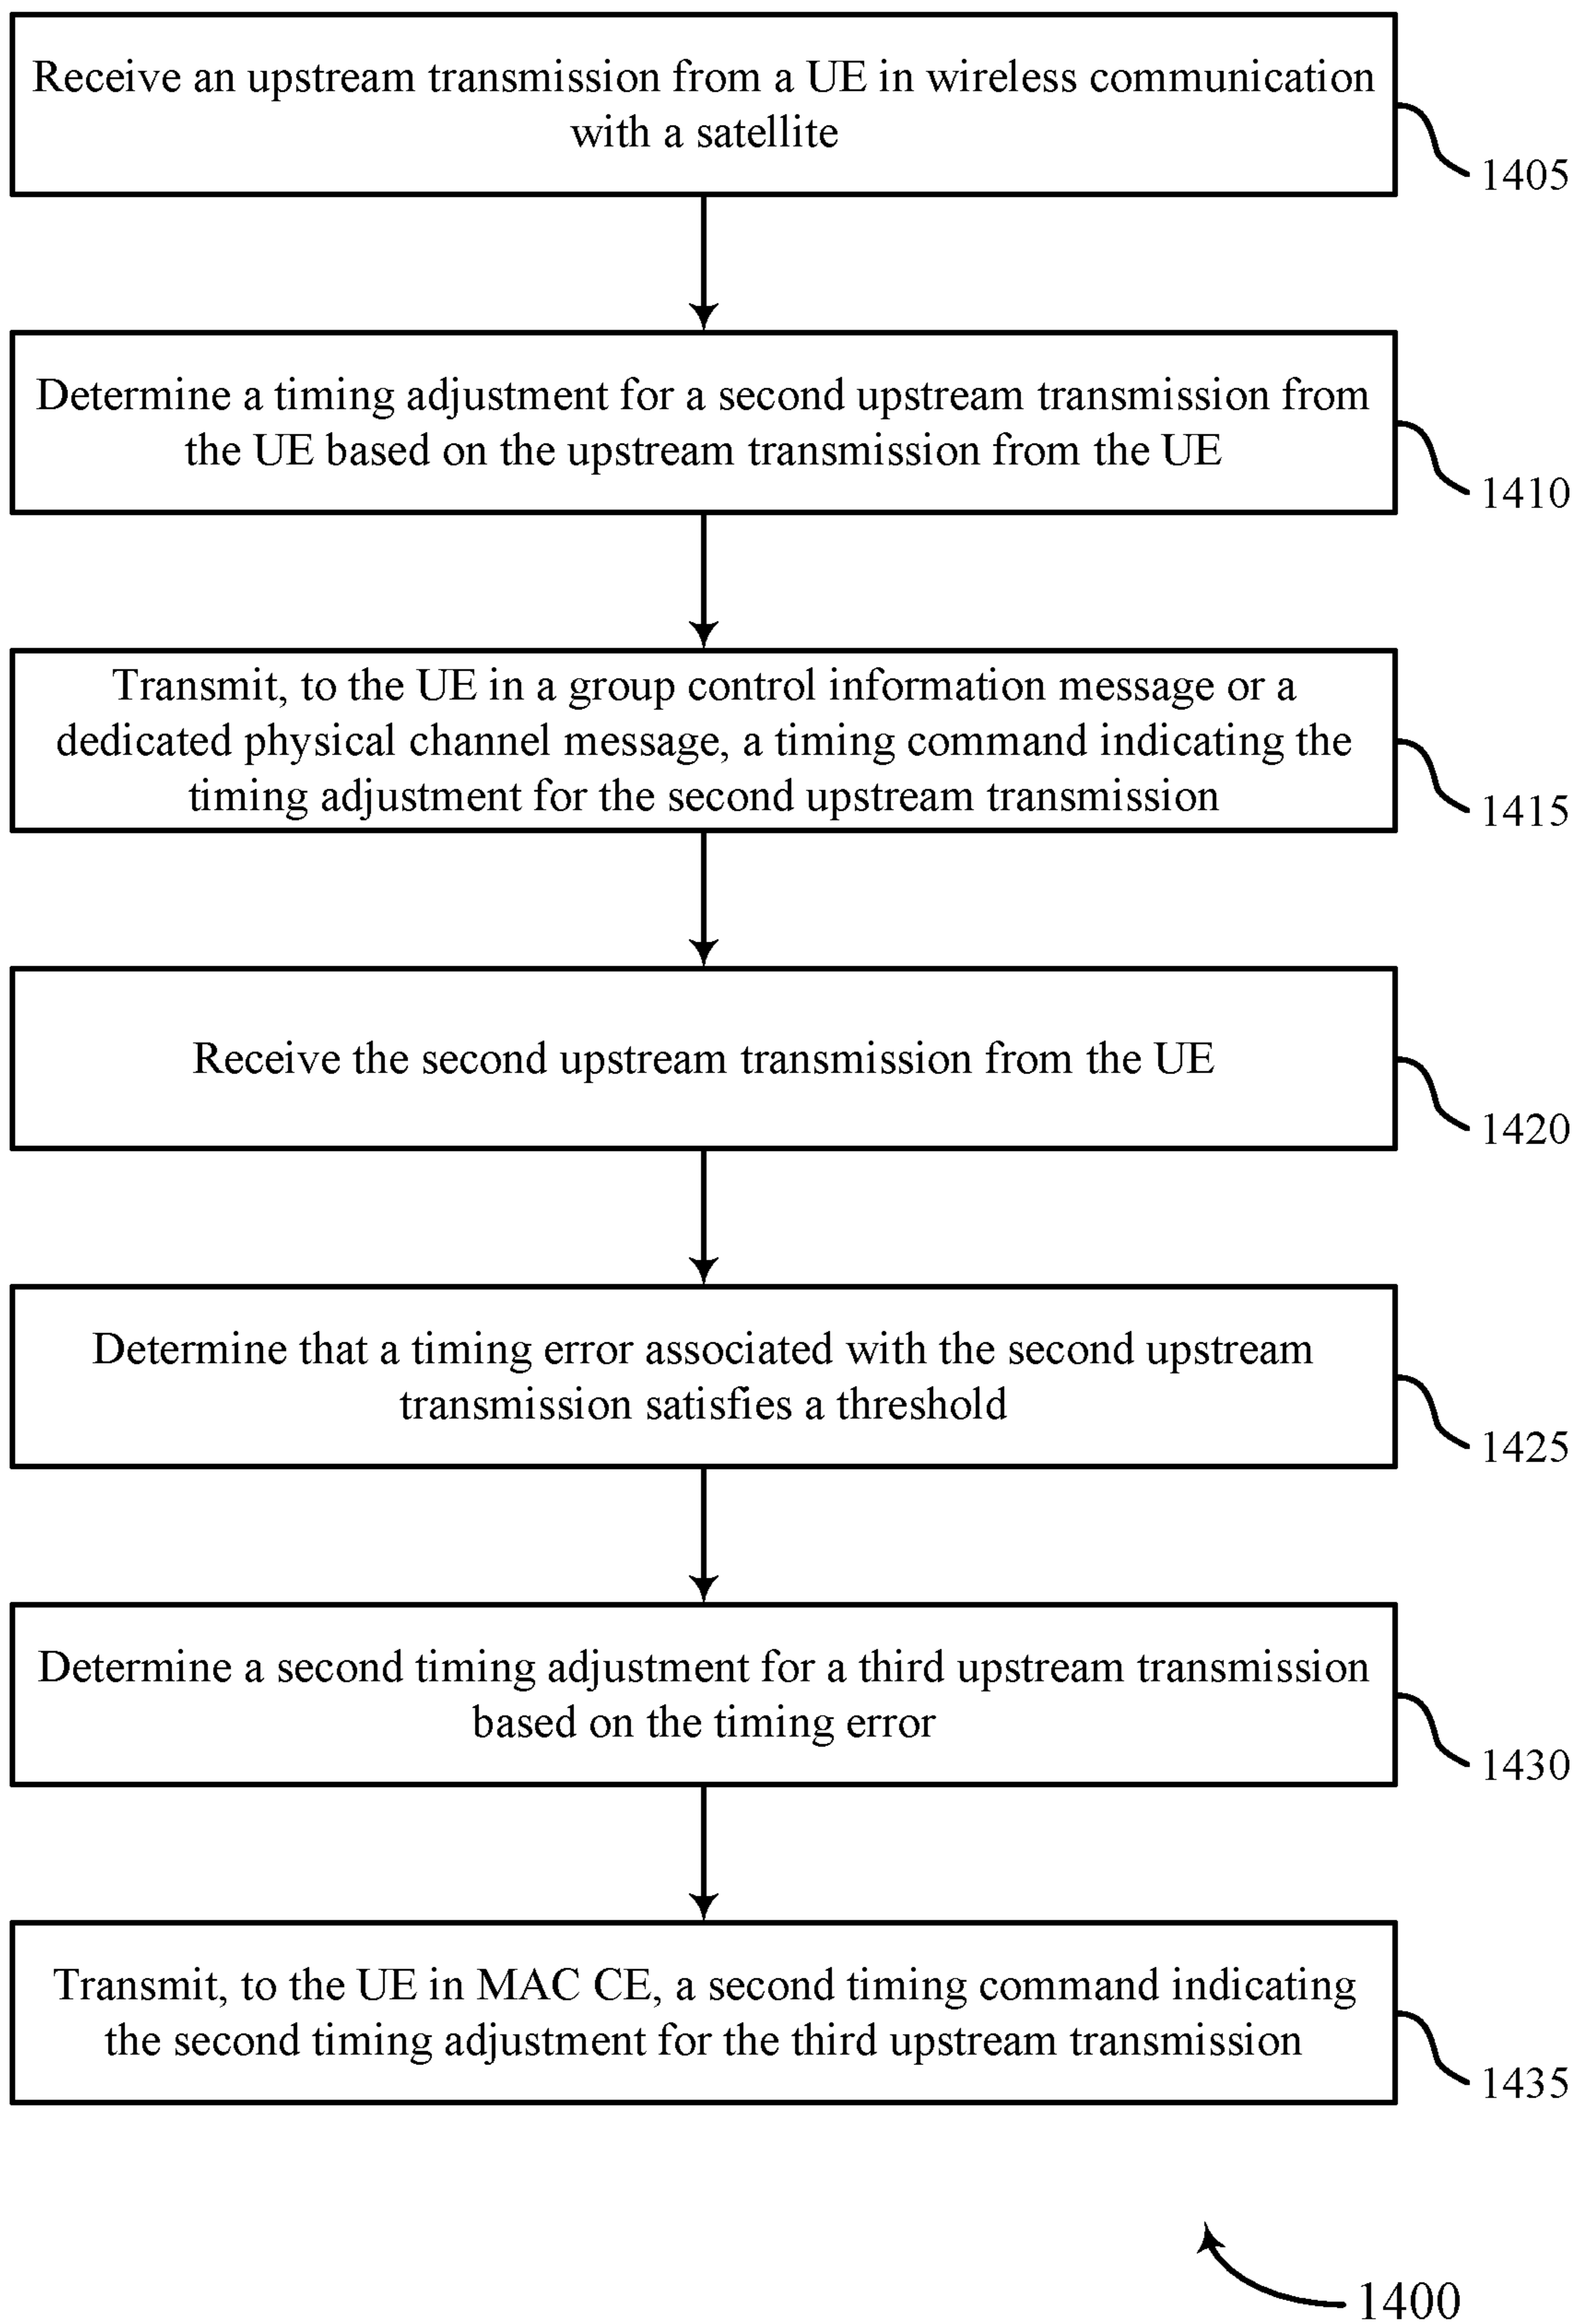 Receive an upstream transmission from a UE in wireless communication
with a satellite
1405
Determine a timing adjustment for a second upstream transmission from
the UE based on the upstream transmission from the UE
1410
Transmit, to the UE in a group control information message or a
dedicated physical channel message, a timing command indicating the
timing adjustment for the second upstream transmission
1415
Receive the second upstream transmission from the UE
1420
Determine that a timing error associated with the second upstream
transmission satisfies a threshold
1425
Determine a second timing adjustment for a third upstream transmission
based on the timing error
1430
Transmit, to the UE in MAC CE, a second timing command indicating
the second timing adjustment for the third upstream transmission
1435
1400